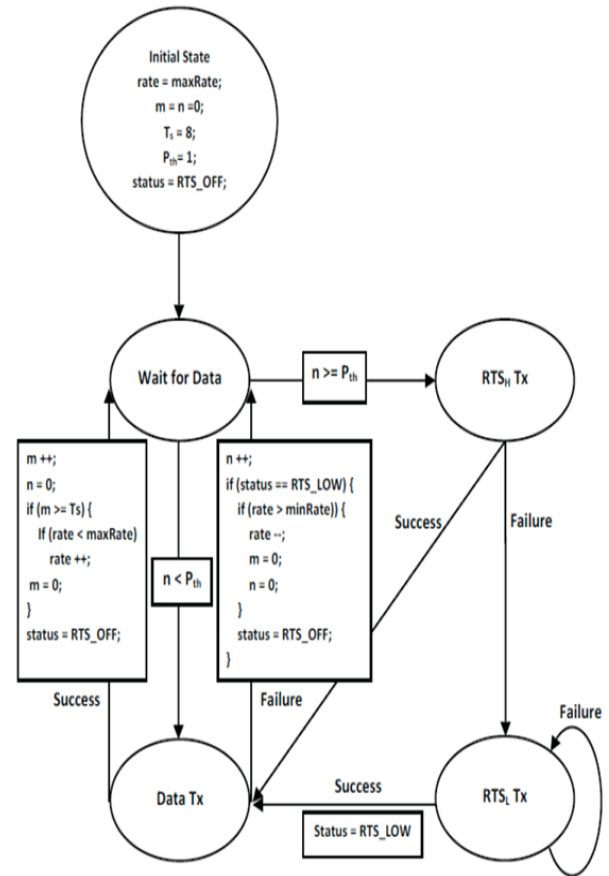 Initial State
rate = maxRate;
m = n =0;
Tₛ = 8;
Pₜₕ= 1;
status = RTS_OFF;
Wait for Data
n >= Pₜₕ
RTS_H Tx
m ++;
n = 0;
if (m >= Ts) {
If (rate < maxRate)
rate ++;
m = 0;
}
status = RTS_OFF;
n < Pₜₕ
n ++;
if (status == RTS_LOW) {
if (rate > minRate)) {
rate --;
m = 0;
n = 0;
}
status = RTS_OFF;
}
Success
Failure
Success
Failure
Failure
Data Tx
Success
Status = RTS_LOW
RTS_L Tx